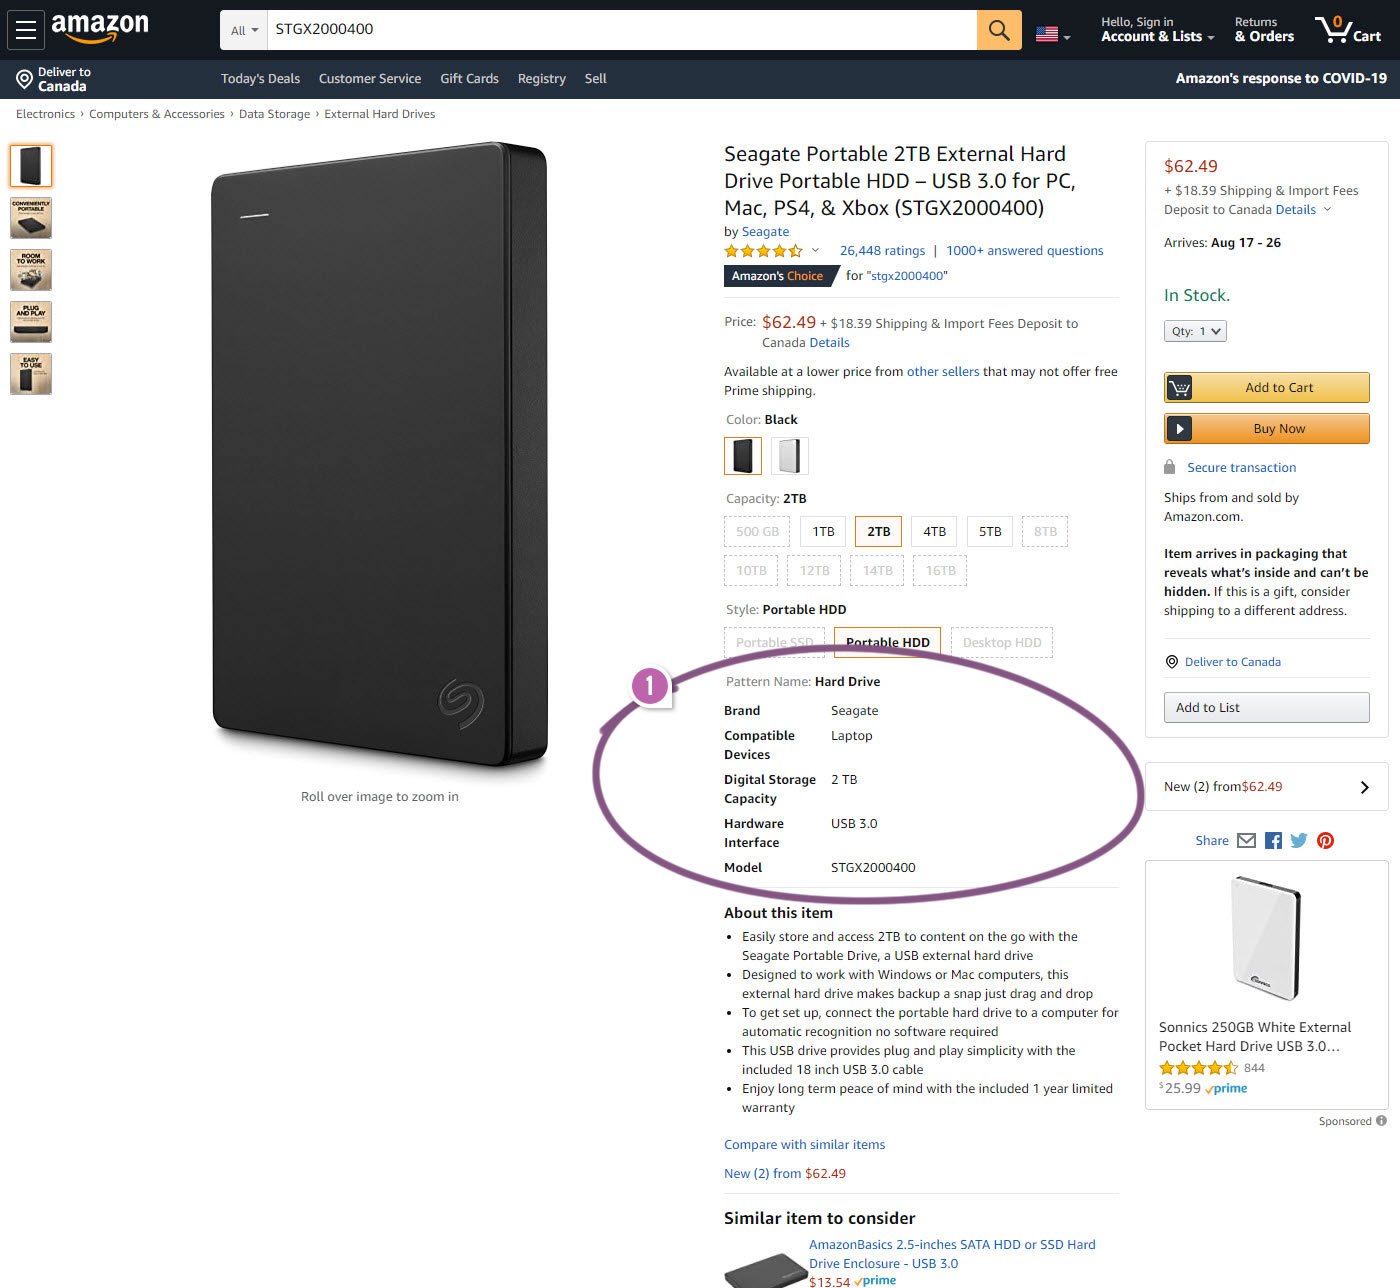 amazon
All
STGX2000400
Hello, Sign in
Account & Lists
Returns
& Orders
0
Cart
Deliver to
Canada
Today's Deals
Customer Service
Gift Cards
Registry
Sell
Amazon's response to COVID-19
Electronics › Computers & Accessories › Data Storage › External Hard Drives
CONVENIENTLY
PORTABLE
ROOM
TO WORK
PLUG
AND PLAY
EASY
TO USE
Roll over image to zoom in
Seagate Portable 2TB External Hard
Drive Portable HDD – USB 3.0 for PC,
Mac, PS4, & Xbox (STGX2000400)
by Seagate
26,448 ratings | 1000+ answered questions
Amazon's Choice for "stgx2000400"
Price: $62.49 + $18.39 Shipping & Import Fees Deposit to
Canada Details
Available at a lower price from other sellers that may not offer free
Prime shipping.
Color: Black
Capacity: 2TB
500 GB 1TB 2TB 4TB 5TB 8TB
10TB 12TB 14TB 16TB
Style: Portable HDD
Portable SSD Portable HDD Desktop HDD
1
Pattern Name: Hard Drive
Brand Seagate
Compatible Laptop
Devices
Digital Storage 2 TB
Capacity
Hardware USB 3.0
Interface
Model STGX2000400
About this item
• Easily store and access 2TB to content on the go with the
Seagate Portable Drive, a USB external hard drive
• Designed to work with Windows or Mac computers, this
external hard drive makes backup a snap just drag and drop
• To get set up, connect the portable hard drive to a computer for
automatic recognition no software required
• This USB drive provides plug and play simplicity with the
included 18 inch USB 3.0 cable
• Enjoy long term peace of mind with the included 1 year limited
warranty
Compare with similar items
New (2) from $62.49
Similar item to consider
AmazonBasics 2.5-inches SATA HDD or SSD Hard
Drive Enclosure - USB 3.0
$13.54 prime
$62.49
+ $18.39 Shipping & Import Fees
Deposit to Canada Details
Arrives: Aug 17 - 26
In Stock.
Qty: 1
Add to Cart
Buy Now
Secure transaction
Ships from and sold by
Amazon.com.
Item arrives in packaging that
reveals what's inside and can't be
hidden. If this is a gift, consider
shipping to a different address.
Deliver to Canada
Add to List
New (2) from$62.49
Share
Sonnics 250GB White External
Pocket Hard Drive USB 3.0...
844
$25.99 prime
Sponsored